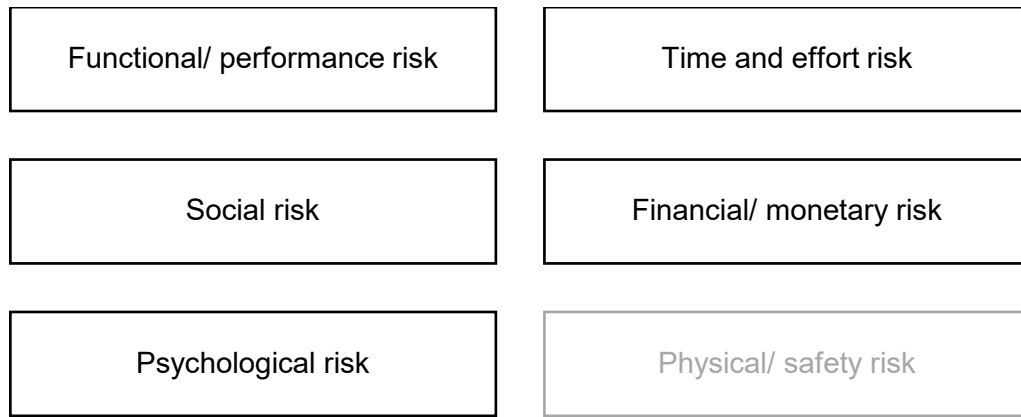 Functional/ performance risk
Time and effort risk
Social risk
Financial/ monetary risk
Psychological risk
Physical/ safety risk